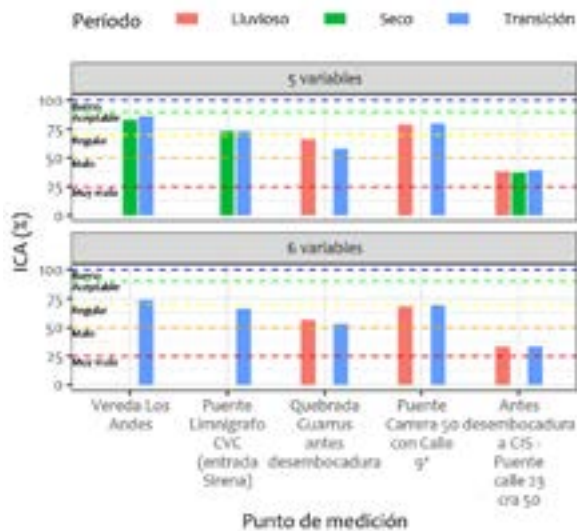 Período Lluvioso Seco Transición
5 variables
100
Bueno
Aceptable
75
Regular
50
Malo
25
Muy malo
0
ICA (%)
6 variables
100
Bueno
Aceptable
75
Regular
50
Malo
25
Muy malo
0
Vereda Los
Andes
Puente
Limnígrafo
CVC
(entrada
Sirena)
Quebrada
Guarrus
antes
desembocadura
Puente
Carrera 50
con Calle
9°
Antes
desembocadura
a CIS -
Puente
calle 23
cra 50
Punto de medición